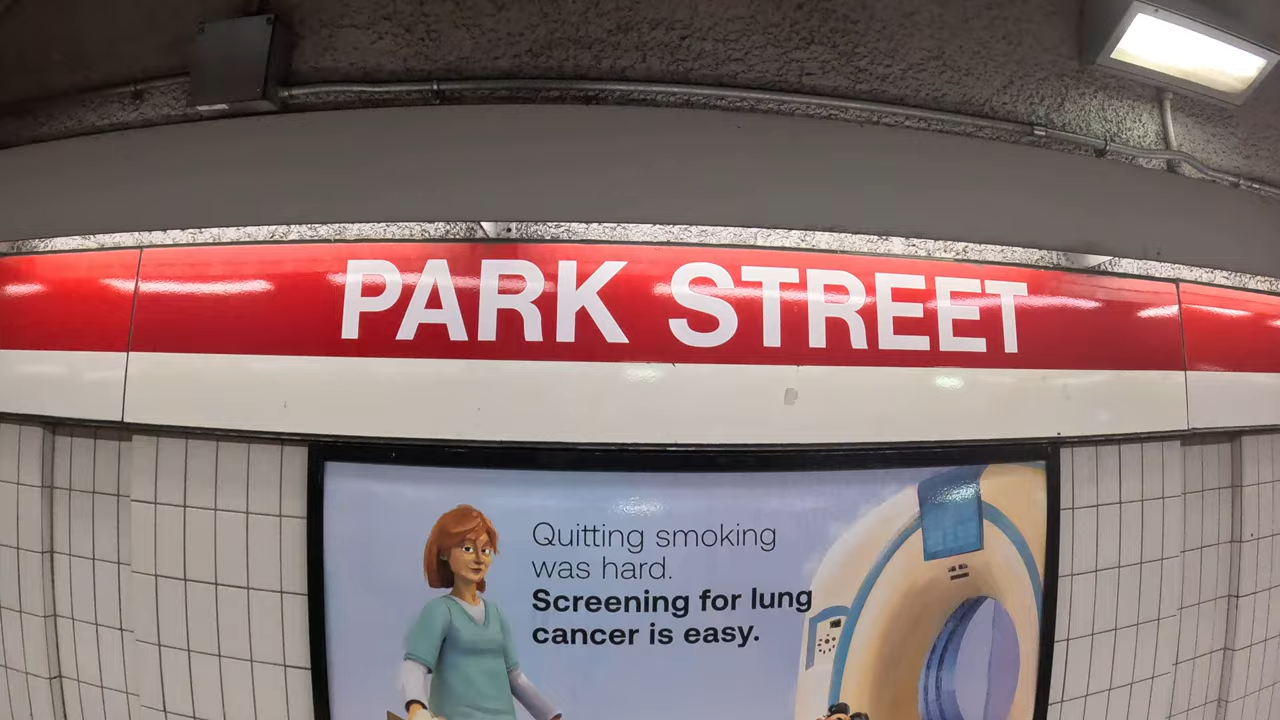 PARK STREET
Quitting smoking
was hard.
Screening for lung
cancer is easy.